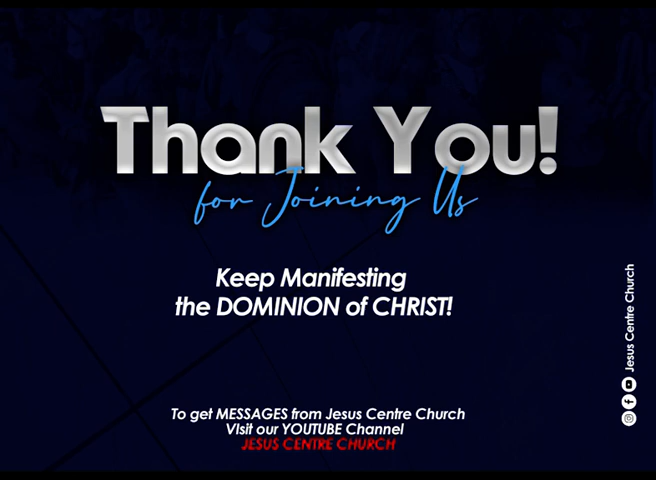 Thank You!
for Joining Us
Keep Manifesting
the DOMINION of CHRIST!
Jesus Centre Church
To get MESSAGES from Jesus Centre Church
VIsit our YOUTUBE Channel
JESUS CENTRE CHURCH